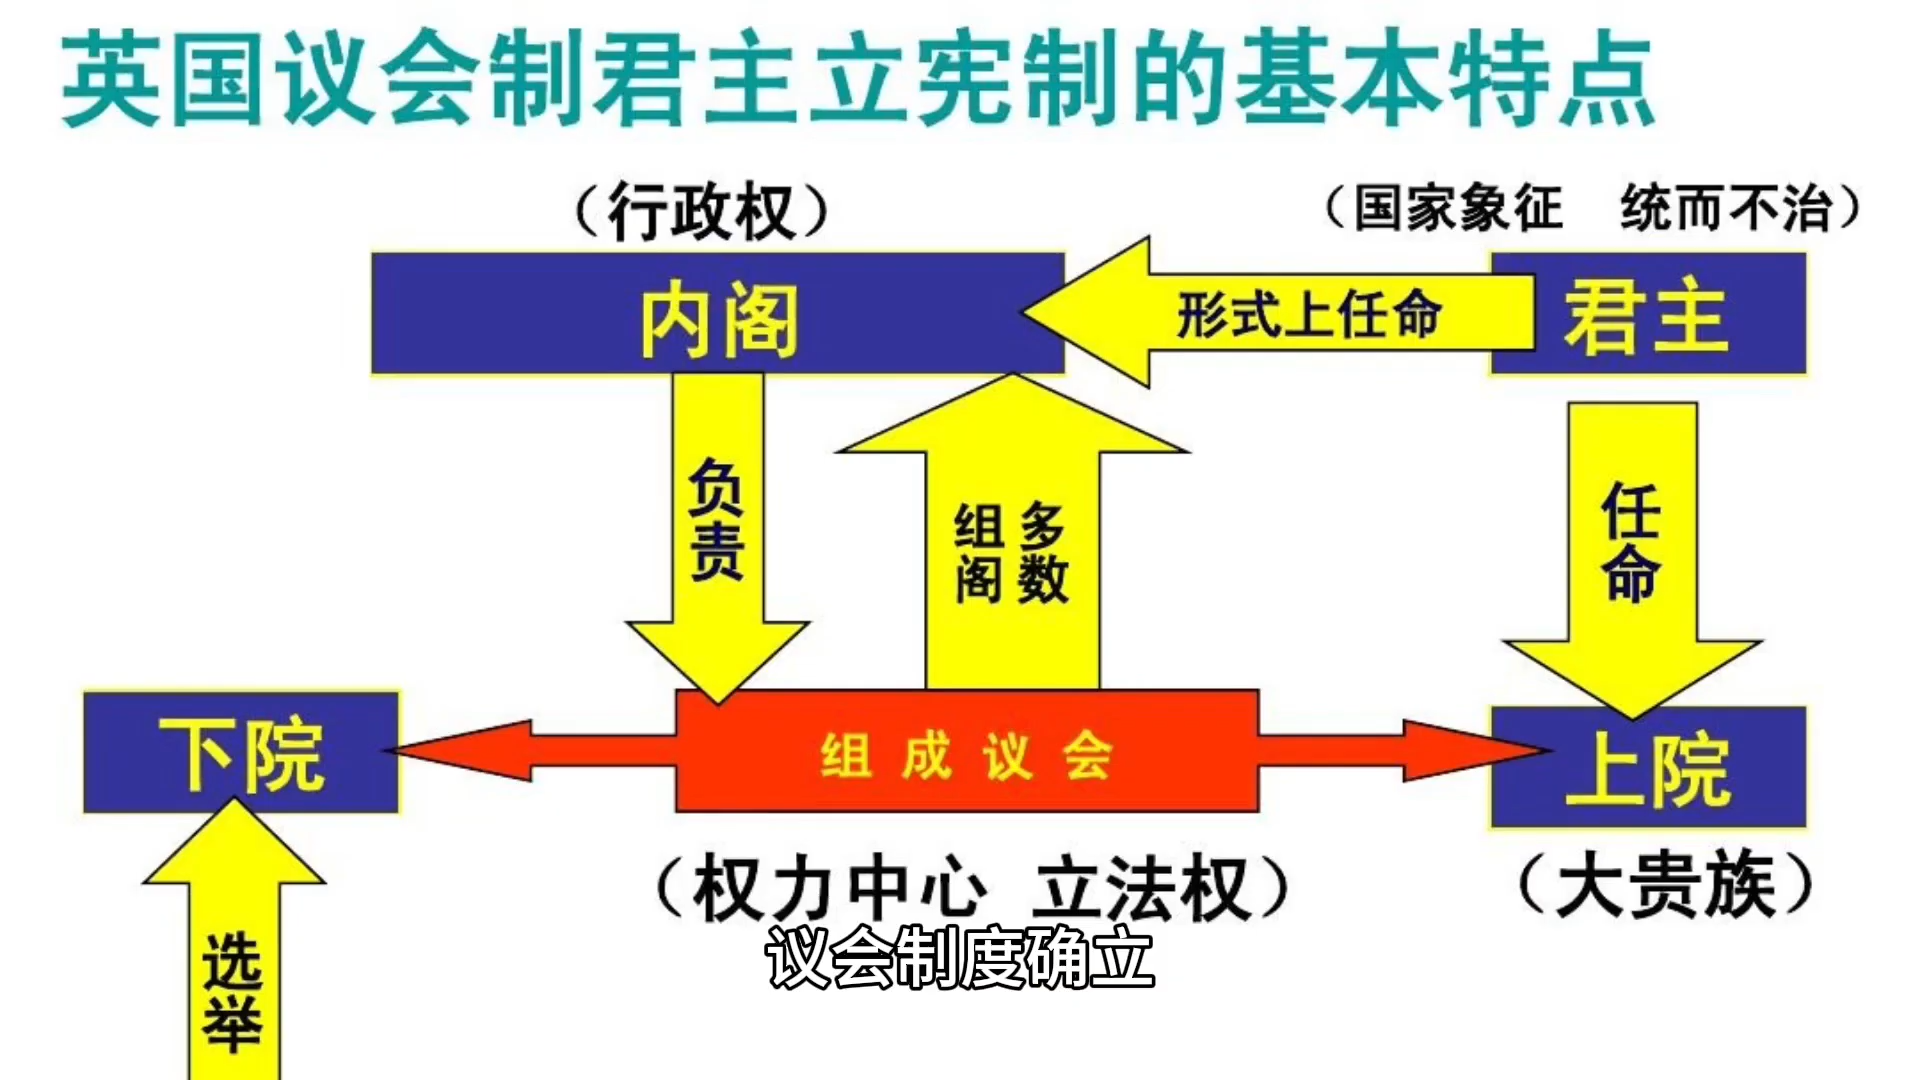 英国议会制君主立宪制的基本特点
（行政权）
（国家象征 统而不治）
内阁
形式上任命
君主
负责
组阁
多数
任命
下院
组成议会
上院
（权力中心 立法权）
（大贵族）
议会制度确立
选举